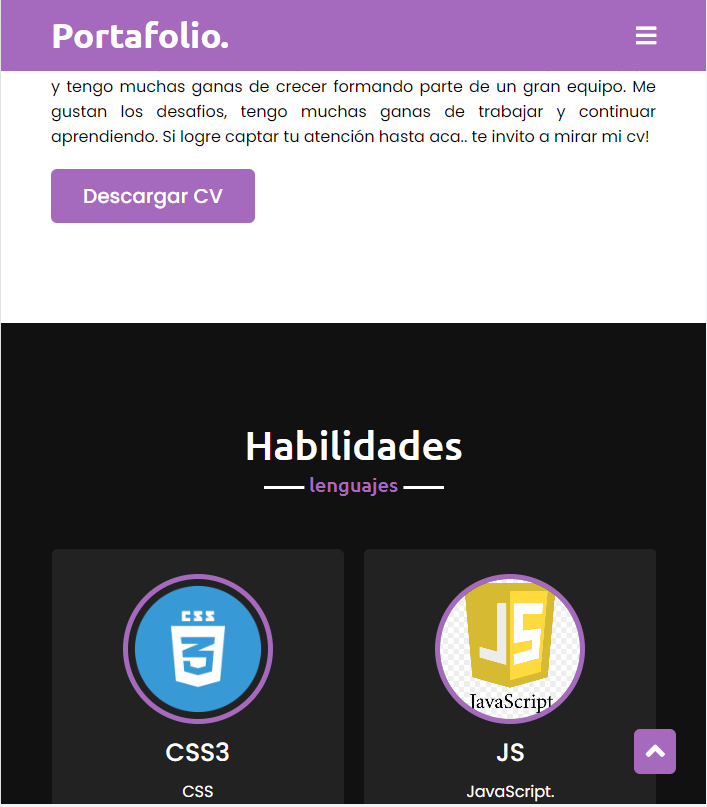 Portafolio.
y tengo muchas ganas de crecer formando parte de un gran equipo. Me
gustan los desafios, tengo muchas ganas de trabajar y continuar
aprendiendo. Si logre captar tu atención hasta aca.. te invito a mirar mi cv!
Descargar CV
Habilidades
lenguajes
CSS
3
JS
JavaScript
CSS3
JS
CSS
JavaScript.